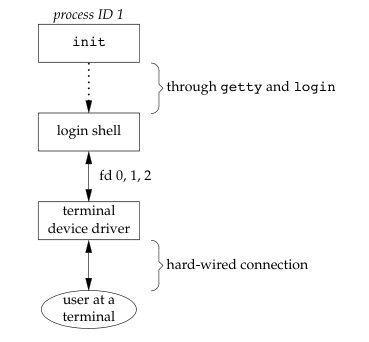 process ID 1
init
through getty and login
login shell
fd 0, 1, 2
terminal
device driver
hard-wired connection
user at a
terminal